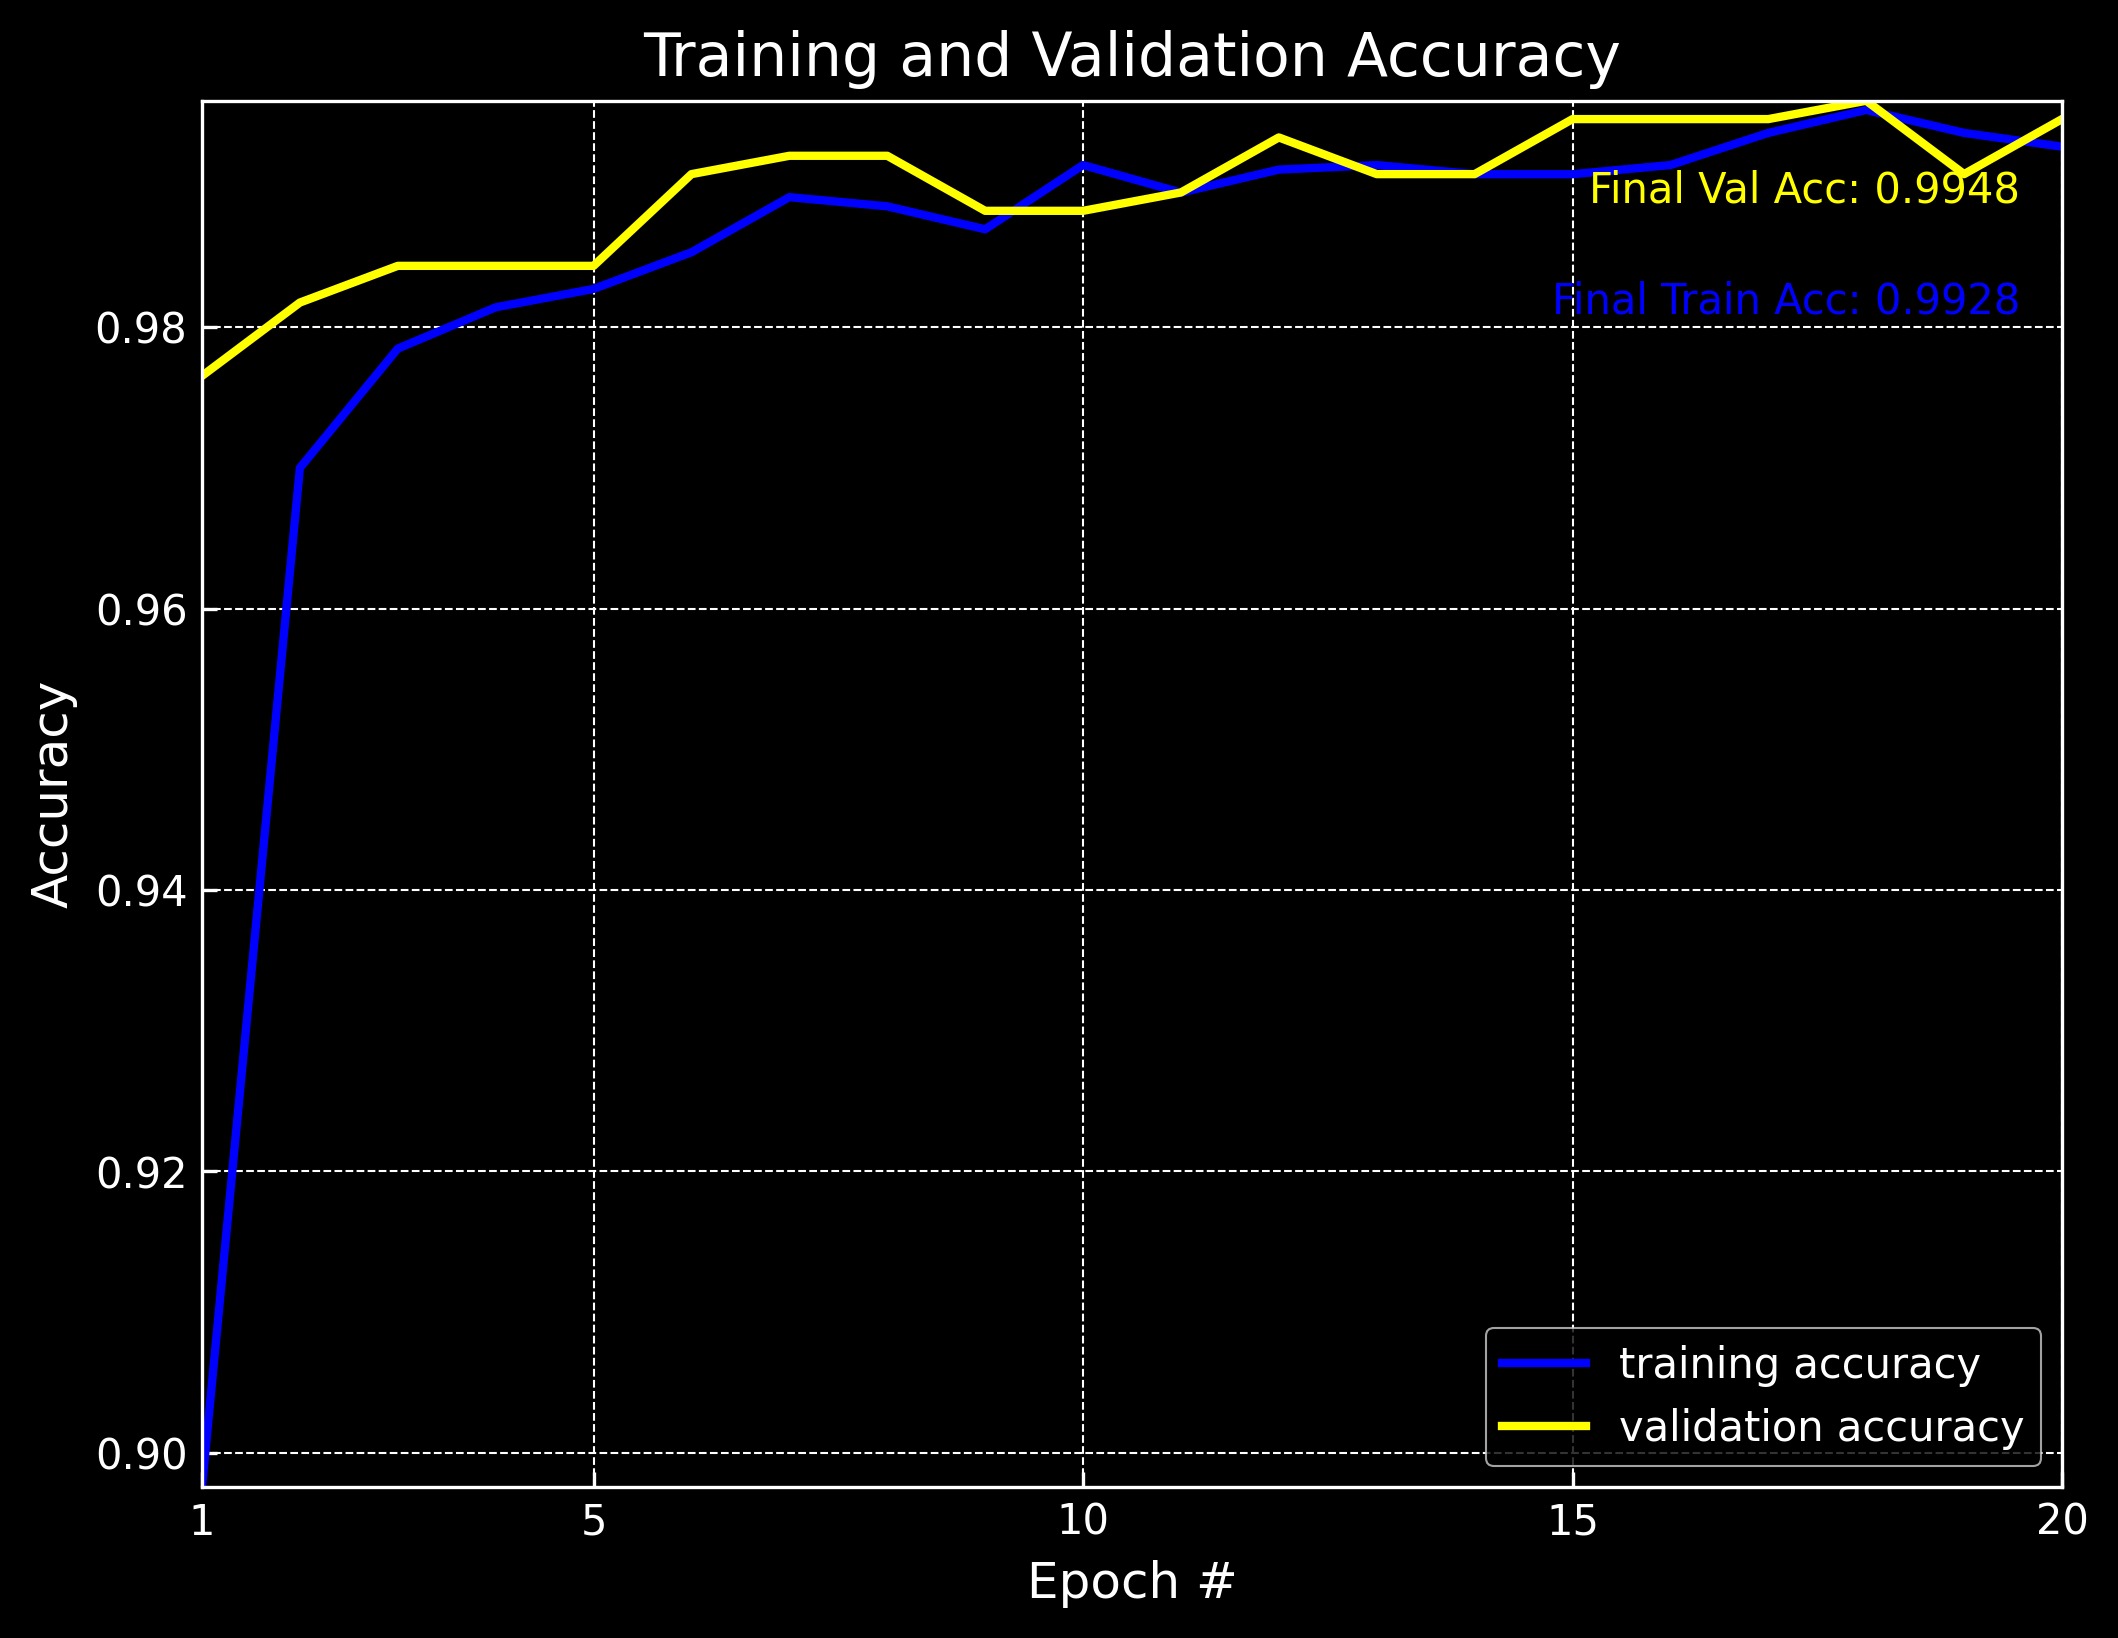 Training and Validation Accuracy
Final Val Acc: 0.9948
Final Train Acc: 0.9928
0.98
0.96
0.94
0.92
0.90
Accuracy
training accuracy
validation accuracy
1 5 10 15 20
Epoch #